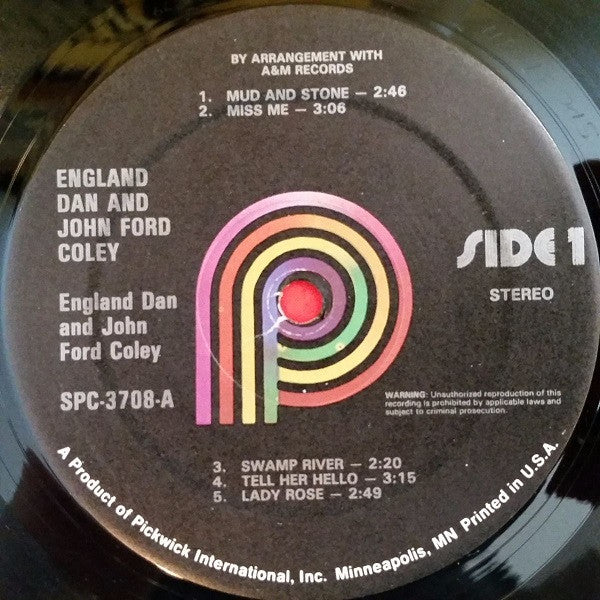 BY ARRANGEMENT WITH
A&M RECORDS
1. MUD AND STONE – 2:46
2. MISS ME – 3:06
ENGLAND
DAN AND
JOHN FORD
COLEY
England Dan
and John
Ford Coley
SPC-3708-A
SIDE 1
STEREO
WARNING: Unauthorized reproduction of this
recording is prohibited by applicable laws and
subject to criminal prosecution.
3. SWAMP RIVER – 2:20
4. TELL HER HELLO – 3:15
5. LADY ROSE – 2:49
A Product of Pickwick International, Inc. Minneapolis, MN Printed in U.S.A.